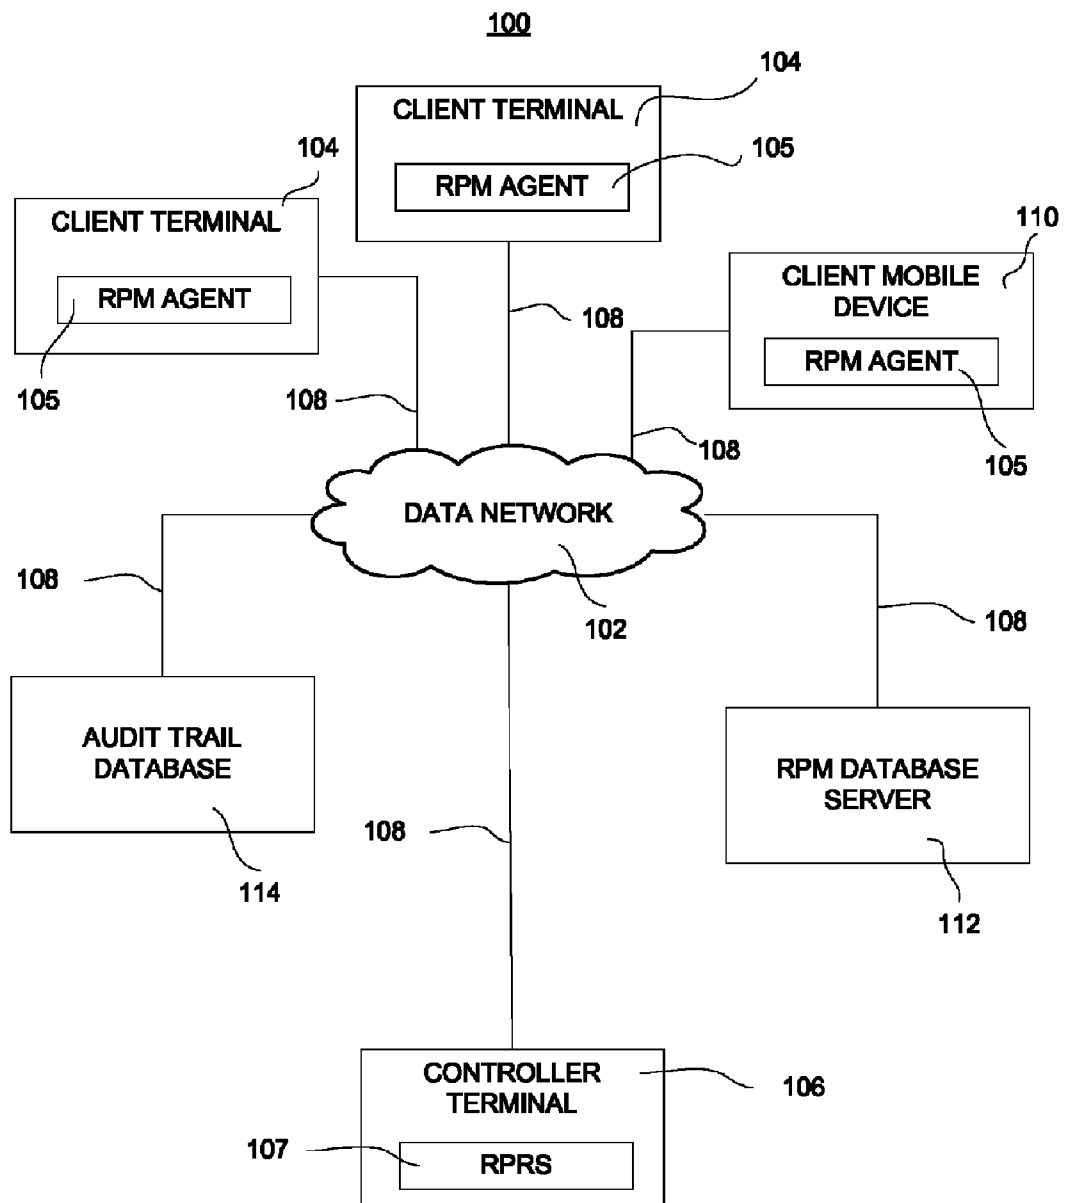 100
104
CLIENT TERMINAL
105
RPM AGENT
104
CLIENT TERMINAL
RPM AGENT
105
110
CLIENT MOBILE
DEVICE
RPM AGENT
105
108
108
108
DATA NETWORK
102
108
108
AUDIT TRAIL
DATABASE
114
RPM DATABASE
SERVER
112
108
CONTROLLER
TERMINAL
106
107
RPRS